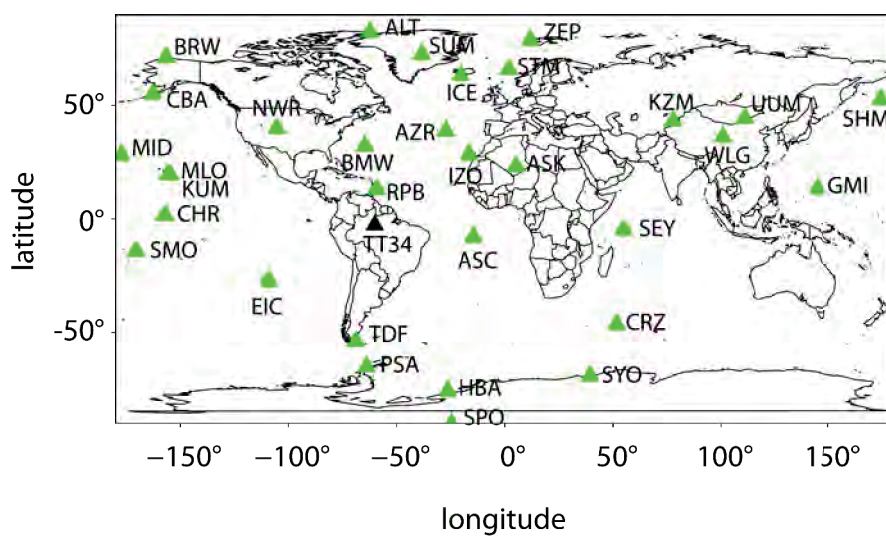 ALT
ZEP
BRW
SUM
STM
ICE
CBA
50°
NWR
AZR
KZM
UUM
SHM
MID
BMW
WLG
MLO
IZO
ASK
KUM
RPB
GMI
CHR
0°
SEY
TT34
SMO
ASC
EIC
-50°
CRZ
TDF
PSA
SYO
HBA
SPO
latitude
−150°
−100°
−50°
0°
50°
100°
150°
longitude